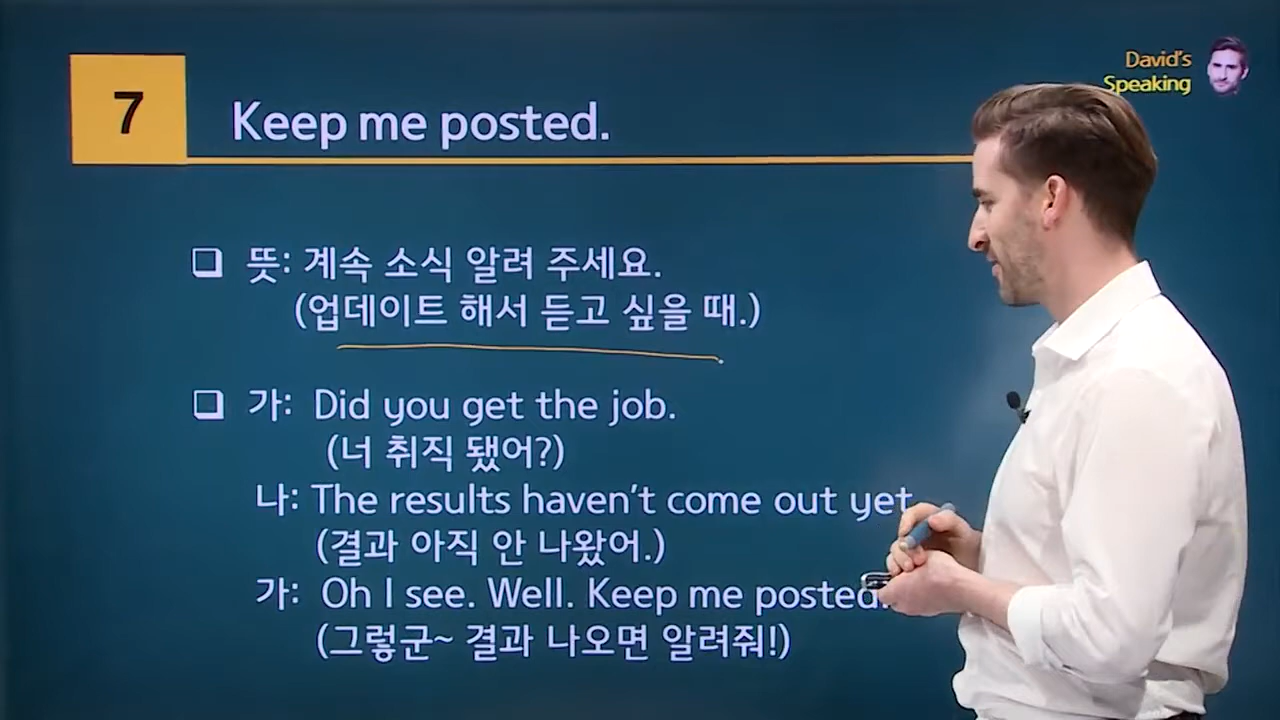 David's
Speaking
7
Keep me posted.
뜻: 계속 소식 알려 주세요.
(업데이트 해서 듣고 싶을 때.)
가: Did you get the job.
(너 취직 됐어?)
나: The results haven't come out yet
(결과 아직 안 나왔어.)
가: Oh I see. Well. Keep me posted.
(그렇군~ 결과 나오면 알려줘!)